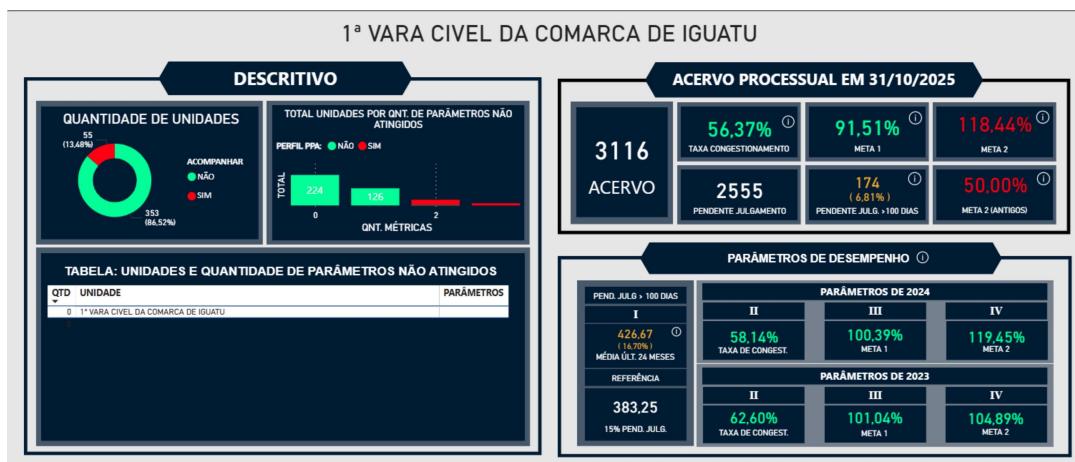 1ª VARA CIVEL DA COMARCA DE IGUATU
DESCRITIVO
QUANTIDADE DE UNIDADES
55
(13,48%)
353
(86,52%)
ACOMPANHAR
NÃO
SIM
TOTAL UNIDADES POR QNT. DE PARÂMETROS NÃO
ATINGIDOS
PERFIL PPA: NÃO SIM
TOTAL
224
126
0
2
QNT. MÉTRICAS
TABELA: UNIDADES E QUANTIDADE DE PARÂMETROS NÃO ATINGIDOS
QTD UNIDADE PARÂMETROS
0 1ª VARA CIVEL DA COMARCA DE IGUATU
ACERVO PROCESSUAL EM 31/10/2025
3116
ACERVO
56,37%
TAXA CONGESTIONAMENTO
91,51%
META 1
118,44%
META 2
2555
PENDENTE JULGAMENTO
174
( 6,81% )
PENDENTE JULG. >100 DIAS
50,00%
META 2 (ANTIGOS)
PARÂMETROS DE DESEMPENHO
PEND. JULG > 100 DIAS
I
426,67
( 16,70% )
MÉDIA ÚLT. 24 MESES
REFERÊNCIA
383,25
15% PEND. JULG.
PARÂMETROS DE 2024
II III IV
58,14%
TAXA DE CONGEST.
100,39%
META 1
119,45%
META 2
PARÂMETROS DE 2023
II III IV
62,60%
TAXA DE CONGEST.
101,04%
META 1
104,89%
META 2